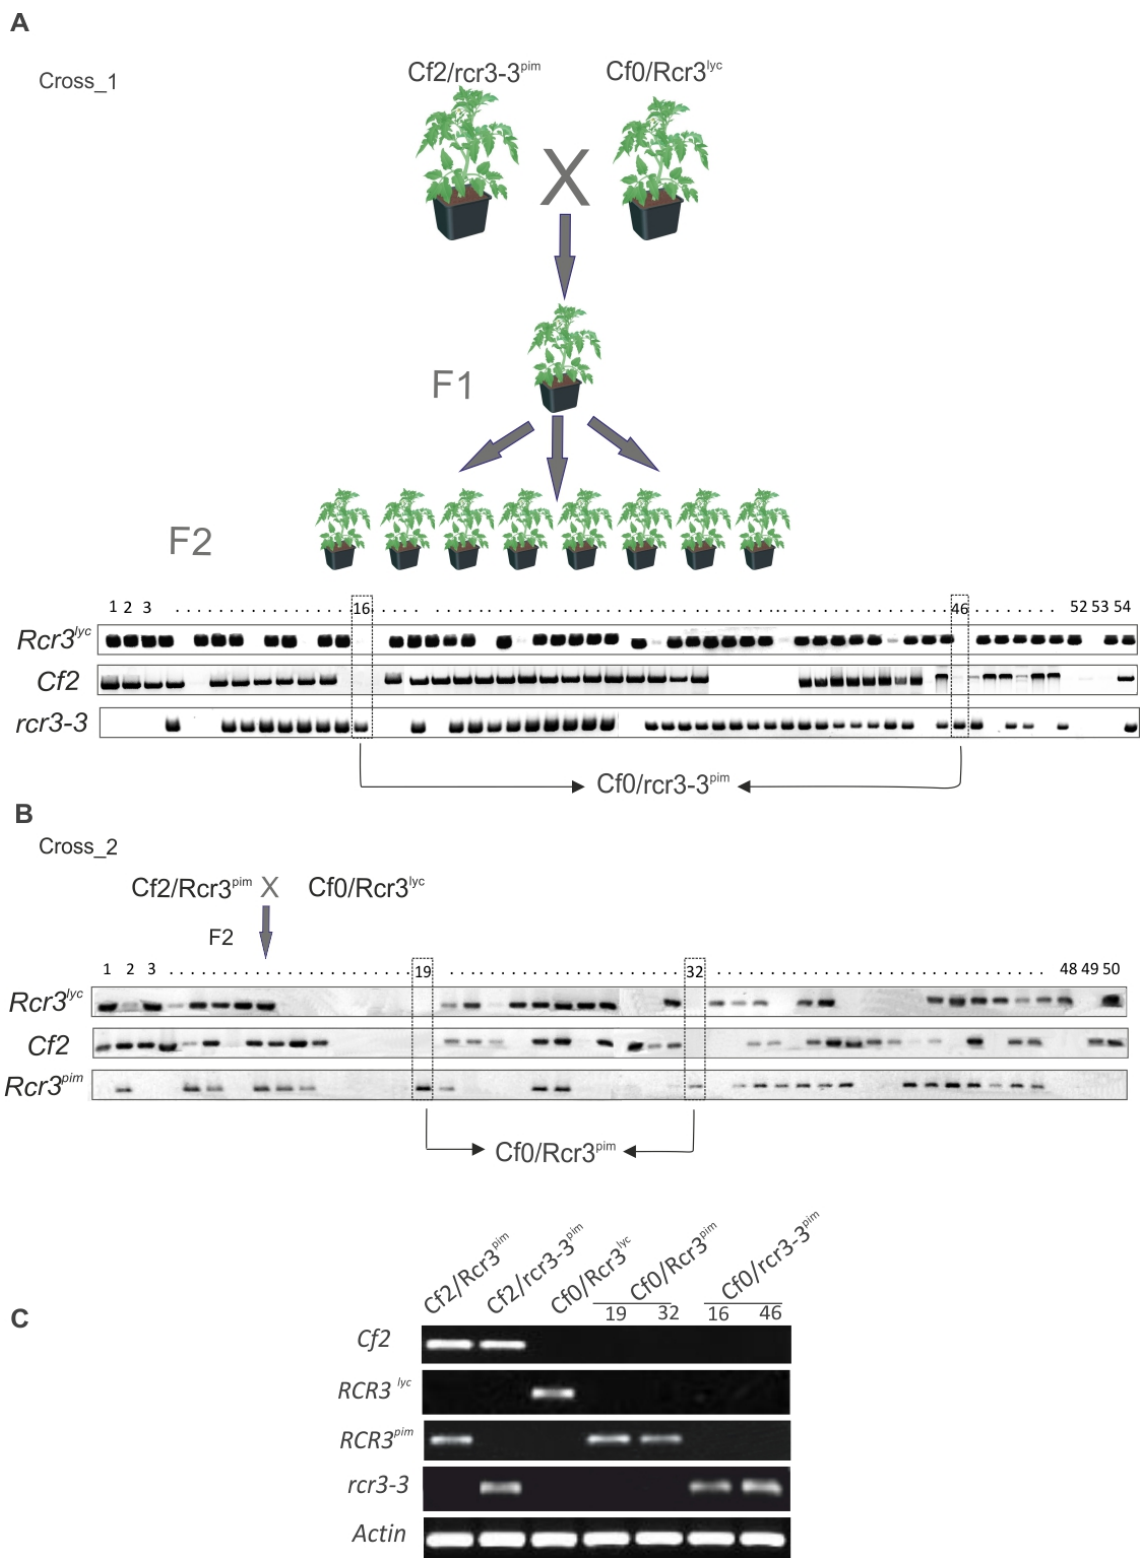 A
Cross_1
Cf2/rcr3-3pim
Cf0/Rcr3lyc
X
F1
F2
1 2 3 16 46 52 53 54
Rcr3lyc
Cf2
rcr3-3
Cf0/rcr3-3pim
B
Cross_2
Cf2/Rcr3pim X Cf0/Rcr3lyc
F2
1 2 3 19 32 48 49 50
Rcr3lyc
Cf2
Rcr3pim
Cf0/Rcr3pim
C
Cf2/Rcr3pim
Cf2/rcr3-3pim
Cf0/Rcr3lyc
Cf0/Rcr3pim
Cf0/rcr3-3pim
19 32 16 46
Cf2
RCR3 lyc
RCR3pim
rcr3-3
Actin